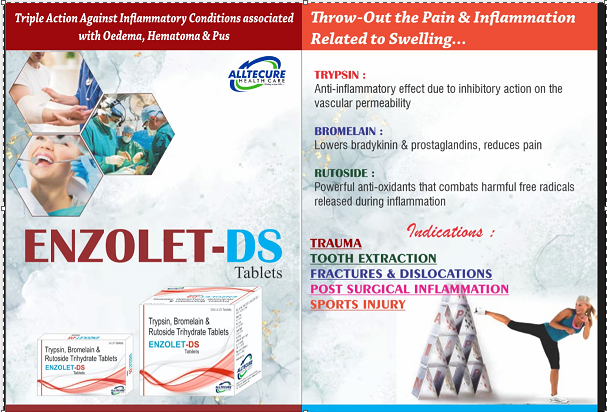 Triple Action Against Inflammatory Conditions associated
with Oedema, Hematoma & Pus
ALLTECURE
HEALTH CARE
ENZOLET-DS
Tablets
Trypsin, Bromelain &
Rutoside Trihydrate Tablets
ENZOLET-DS
Tablets
ALLTECURE
Trypsin, Bromelain &
Rutoside Trihydrate Tablets
ENZOLET-DS
Tablets
ALLTECURE
Throw-Out the Pain & Inflammation
Related to Swelling...
TRYPSIN :
Anti-inflammatory effect due to inhibitory action on the
vascular permeability
BROMELAIN :
Lowers bradykinin & prostaglandins, reduces pain
RUTOSIDE :
Powerful anti-oxidants that combats harmful free radicals
released during inflammation
Indications :
TRAUMA
TOOTH EXTRACTION
FRACTURES & DISLOCATIONS
POST SURGICAL INFLAMMATION
SPORTS INJURY